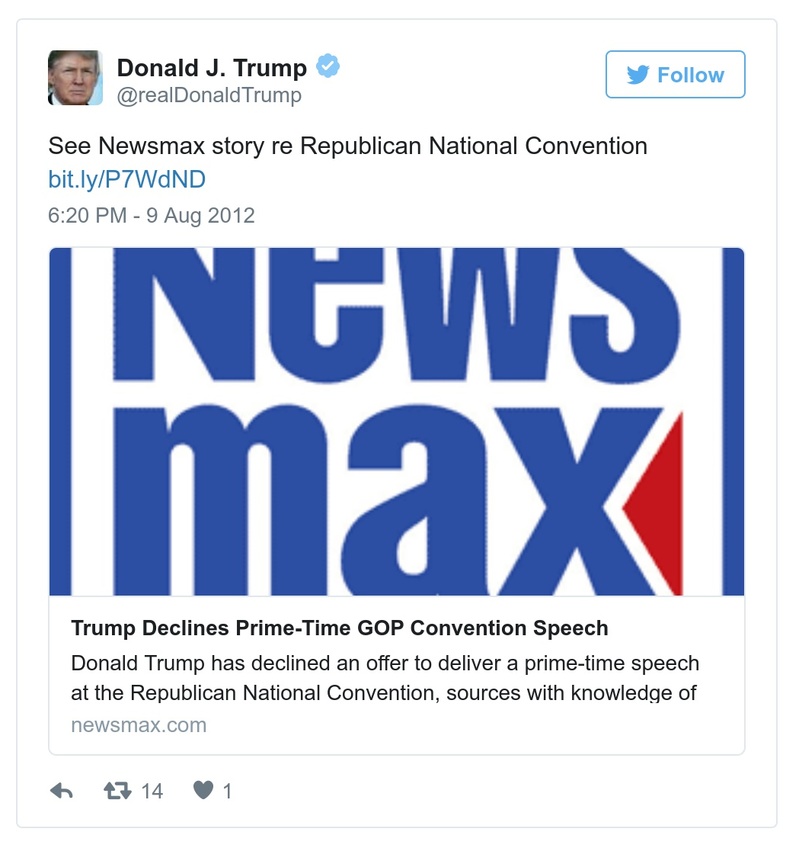 Donald J. Trump
@realDonaldTrump
Follow
See Newsmax story re Republican National Convention
bit.ly/P7WdND
6:20 PM - 9 Aug 2012
News
max
Trump Declines Prime-Time GOP Convention Speech
Donald Trump has declined an offer to deliver a prime-time speech
at the Republican National Convention, sources with knowledge of
newsmax.com
14 1